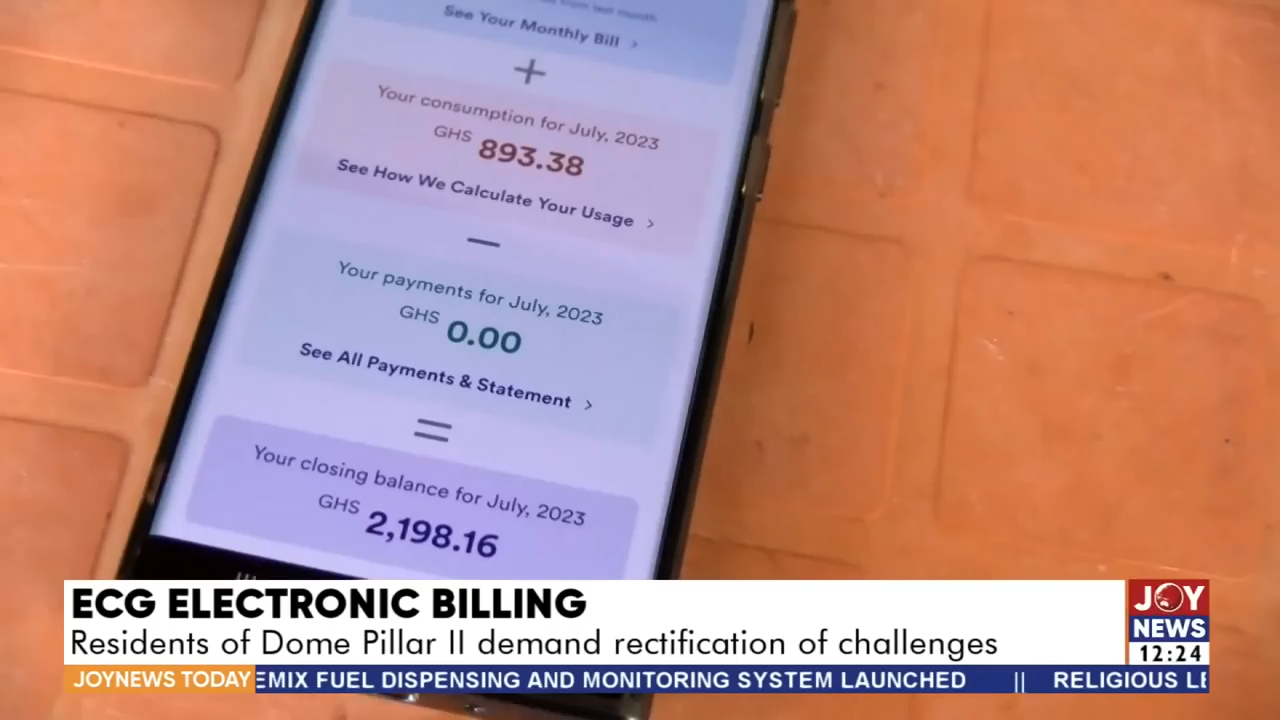 from last month
See Your Monthly Bill >
+
Your consumption for July, 2023
GHS 893.38
See How We Calculate Your Usage >
—
Your payments for July, 2023
GHS 0.00
See All Payments & Statement >
=
Your closing balance for July, 2023
GHS 2,198.16
ECG ELECTRONIC BILLING
Residents of Dome Pillar II demand rectification of challenges
JOY
NEWS
12:24
JOYNEWS TODAY
EMIX FUEL DISPENSING AND MONITORING SYSTEM LAUNCHED || RELIGIOUS